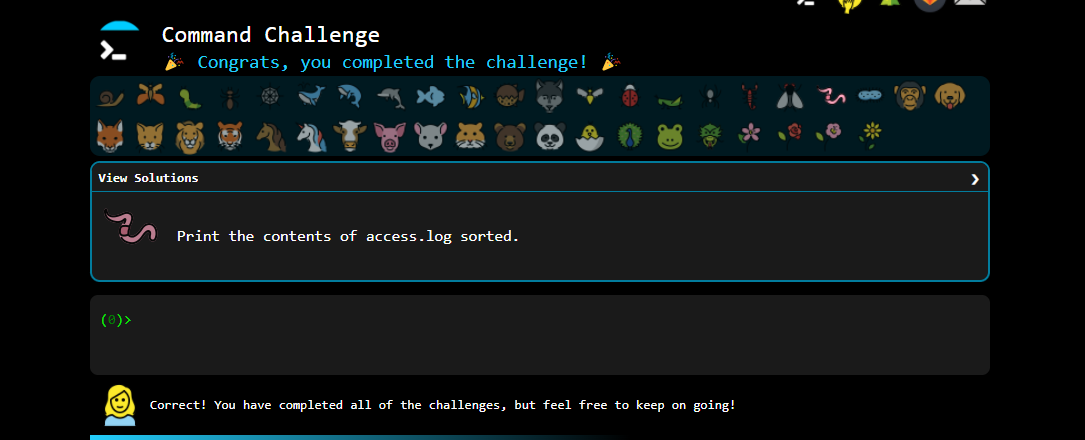 Command Challenge
🎉 Congrats, you completed the challenge! 🎉
View Solutions ❯
Print the contents of access.log sorted.
(0)>
Correct! You have completed all of the challenges, but feel free to keep on going!